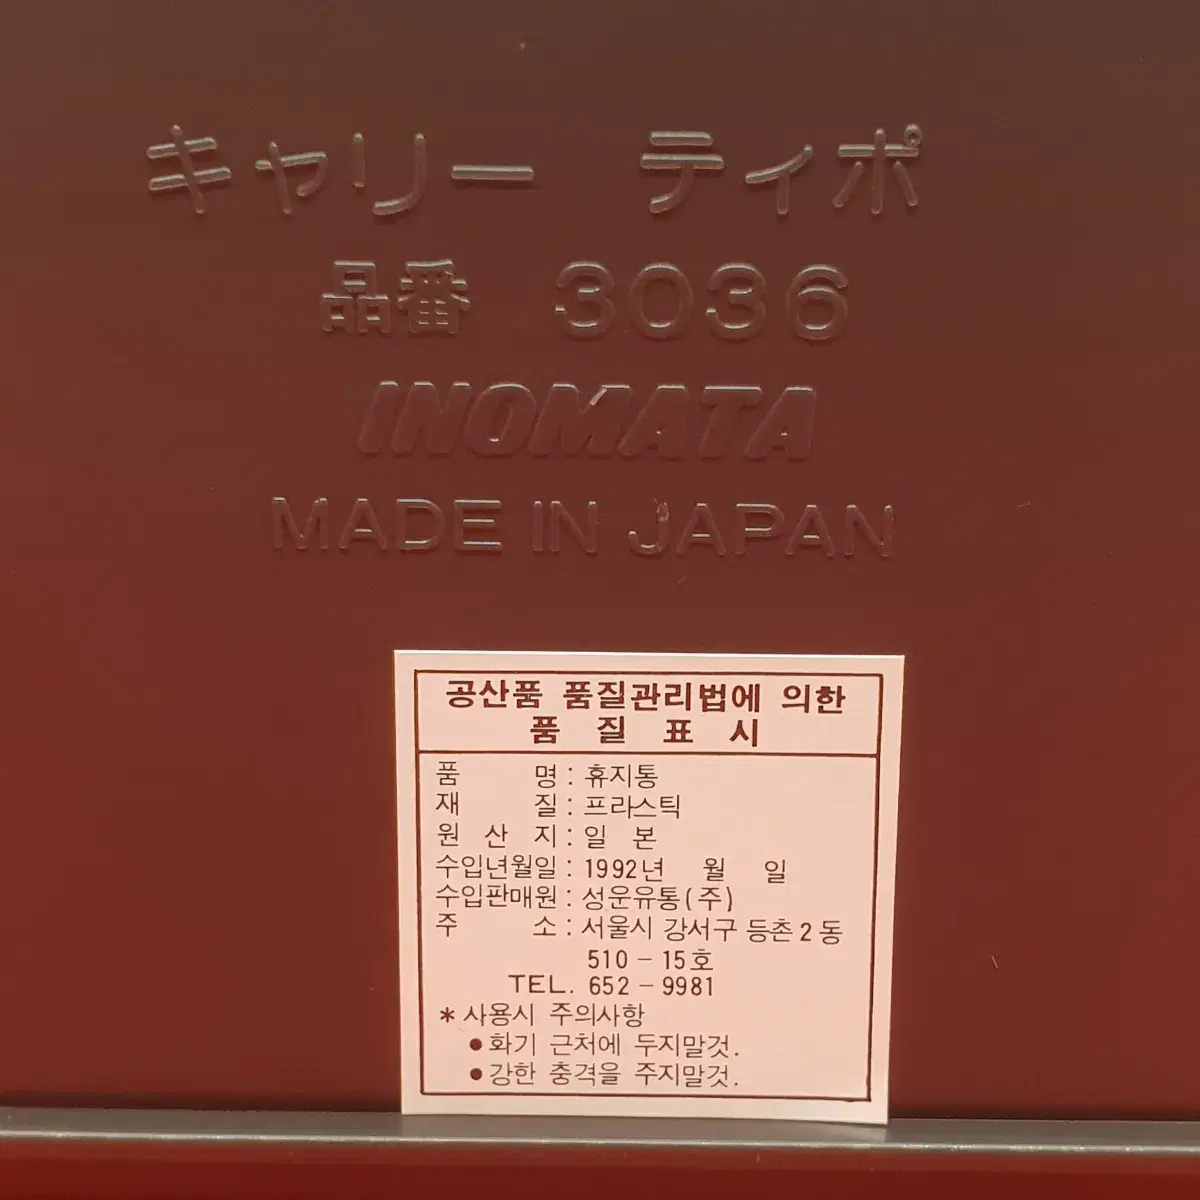 キャリー ティポ
品番 3036
INOMATA
MADE IN JAPAN
공산품 품질관리법에 의한
품 질 표 시
품 명 : 휴지통
재 질 : 프라스틱
원 산 지 : 일 본
수입년월일 : 1992년 월 일
수입판매원 : 성운유통(주)
주 소 : 서울시 강서구 등촌 2 동
510 - 15호
TEL. 652 - 9981
* 사용시 주의사항
● 화기 근처에 두지말것.
● 강한 충격을 주지말것.